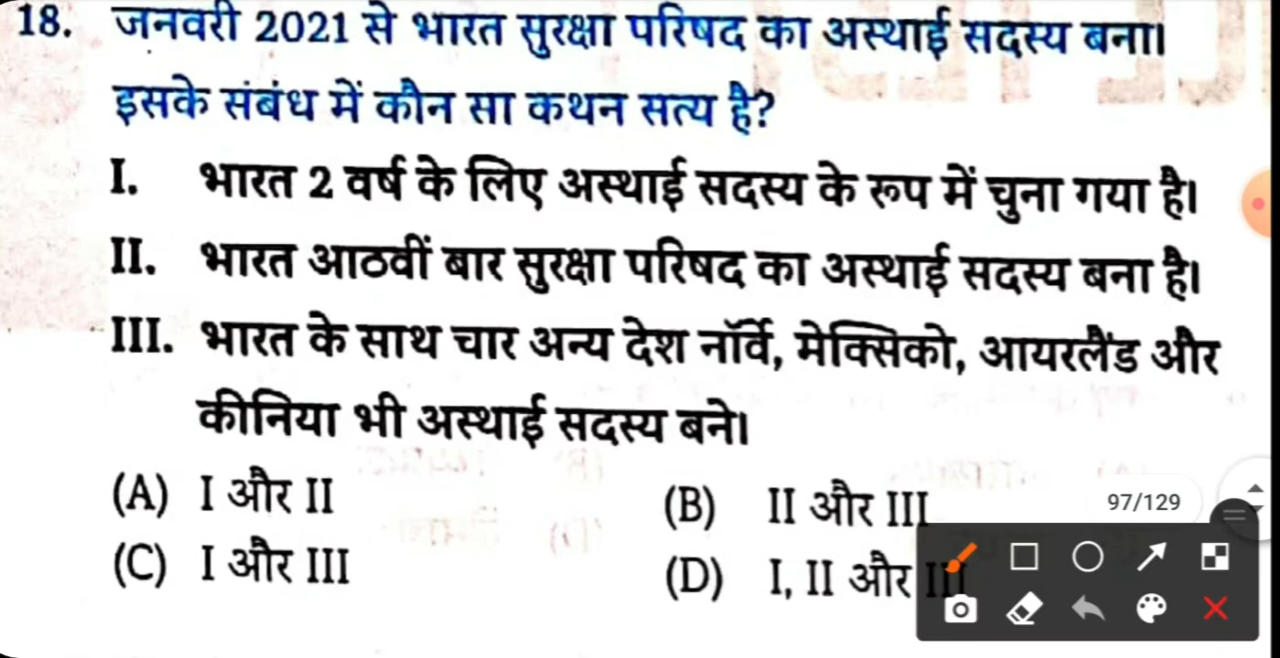 18. जनवरी 2021 से भारत सुरक्षा परिषद का अस्थाई सदस्य बना।
इसके संबंध में कौन सा कथन सत्य है?
I. भारत 2 वर्ष के लिए अस्थाई सदस्य के रूप में चुना गया है।
II. भारत आठवीं बार सुरक्षा परिषद का अस्थाई सदस्य बना है।
III. भारत के साथ चार अन्य देश नॉर्वे, मेक्सिको, आयरलैंड और
कीनिया भी अस्थाई सदस्य बने।
(A) I और II
(B) II और III
97/129
(C) I और III
(D) I, II और III